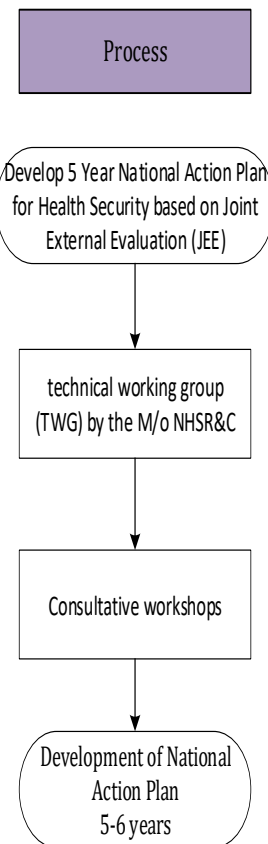 Process
Develop 5 Year National Action Plan
for Health Security based on Joint
External Evaluation (JEE)
technical working group
(TWG) by the M/o NHSR&C
Consultative workshops
Development of National
Action Plan
5-6 years